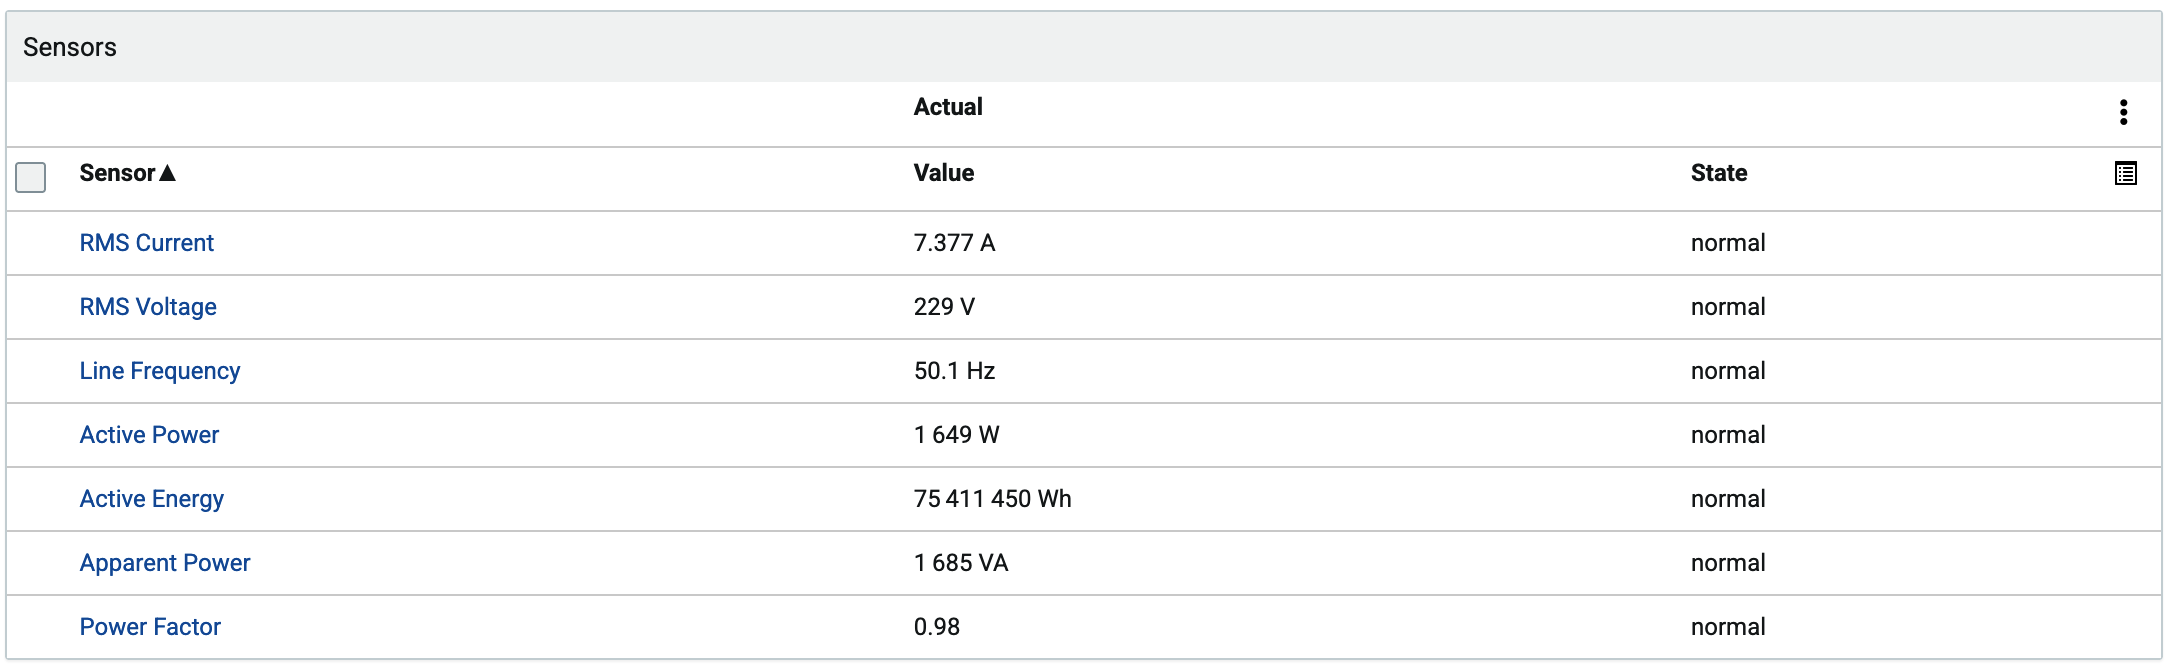 Sensors
Actual
Sensor▲ Value State
RMS Current 7.377 A normal
RMS Voltage 229 V normal
Line Frequency 50.1 Hz normal
Active Power 1 649 W normal
Active Energy 75 411 450 Wh normal
Apparent Power 1 685 VA normal
Power Factor 0.98 normal